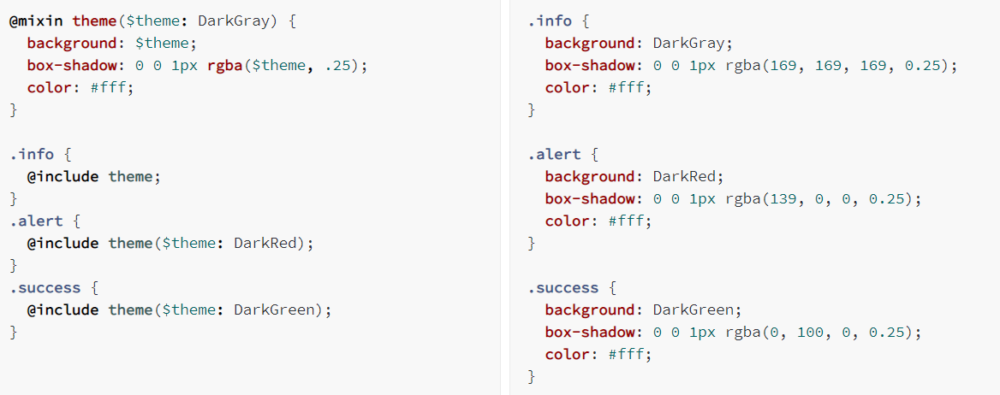 @mixin theme($theme: DarkGray) {
  background: $theme;
  box-shadow: 0 0 1px rgba($theme, .25);
  color: #fff;
}

.info {
  @include theme;
}
.alert {
  @include theme($theme: DarkRed);
}
.success {
  @include theme($theme: DarkGreen);
}

.info {
  background: DarkGray;
  box-shadow: 0 0 1px rgba(169, 169, 169, 0.25);
  color: #fff;
}

.alert {
  background: DarkRed;
  box-shadow: 0 0 1px rgba(139, 0, 0, 0.25);
  color: #fff;
}

.success {
  background: DarkGreen;
  box-shadow: 0 0 1px rgba(0, 100, 0, 0.25);
  color: #fff;
}